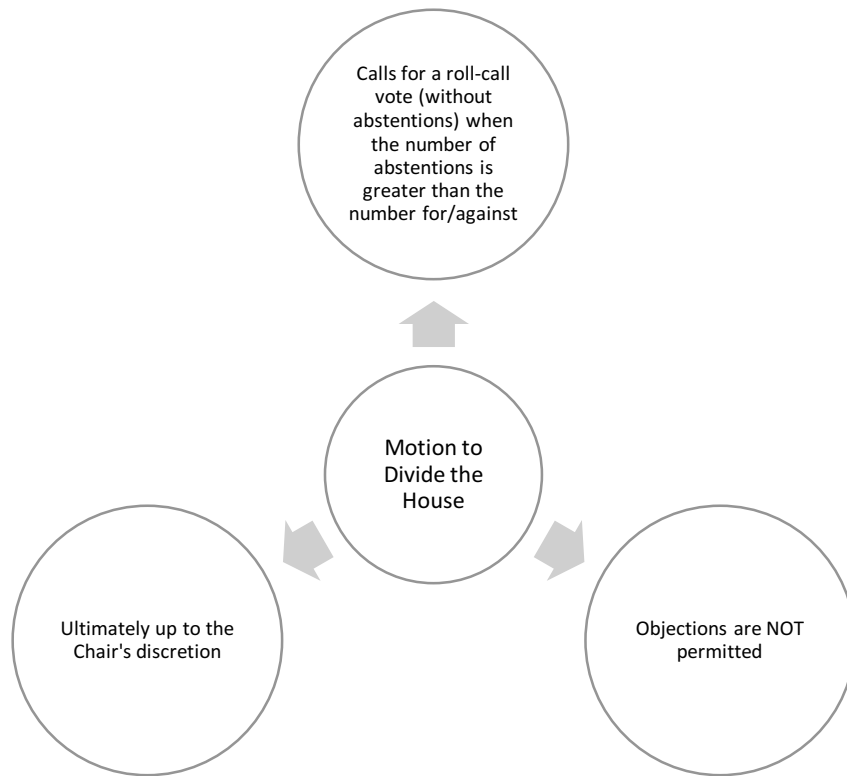 Calls for a roll-call
vote (without
abstentions) when
the number of
abstentions is
greater than the
number for/against
Motion to
Divide the
House
Ultimately up to the
Chair's discretion
Objections are NOT
permitted